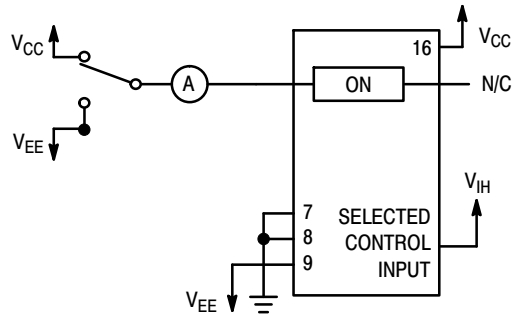 VCC
16
VCC
A
ON
N/C
VEE
VIH
7
SELECTED
8
CONTROL
9
INPUT
VEE